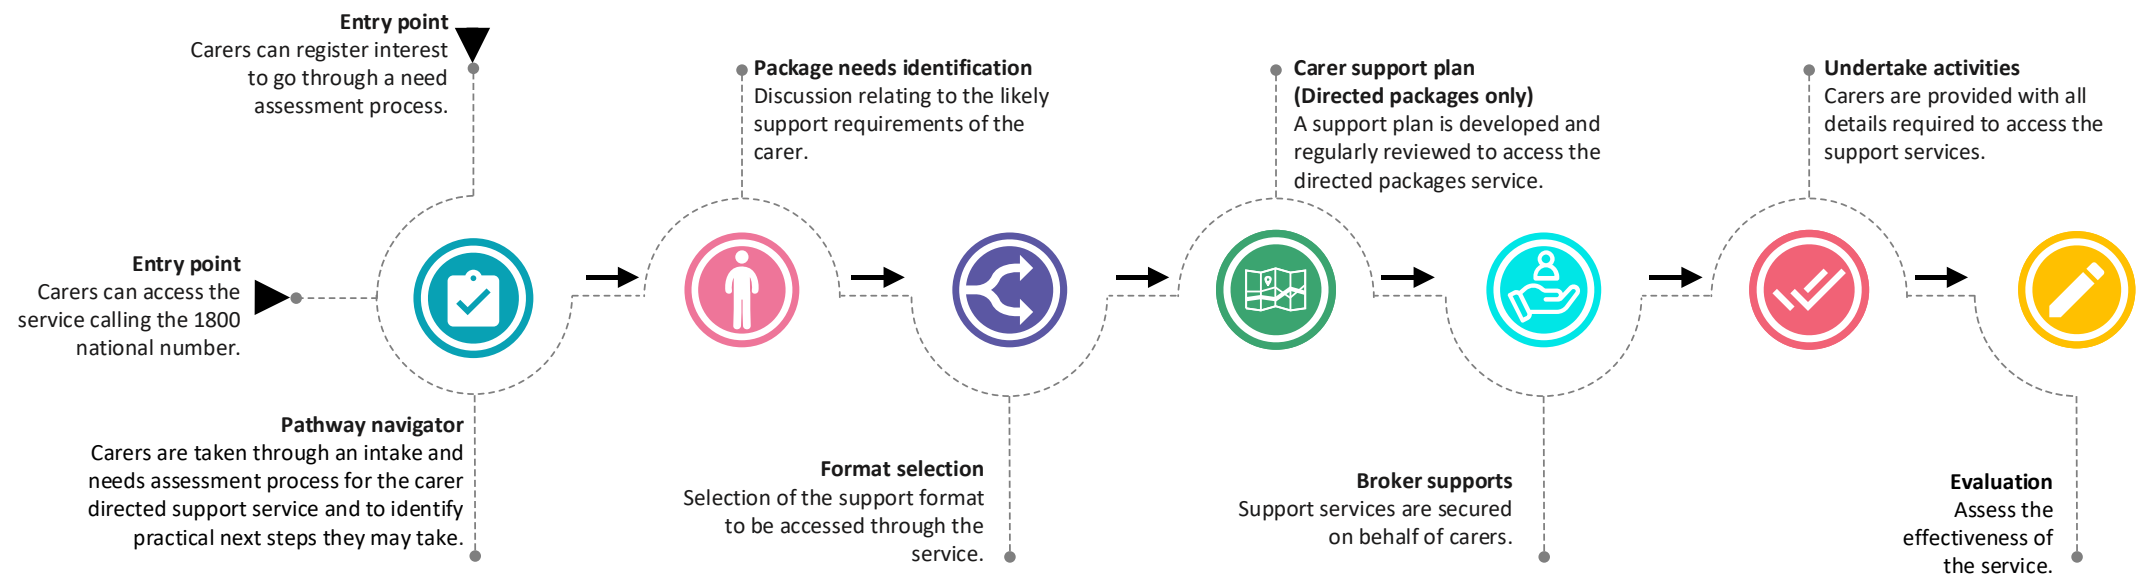 Entry point
Carers can register interest
to go through a need
assessment process.
Entry point
Carers can access the
service calling the 1800
national number.
Pathway navigator
Carers are taken through an intake and
needs assessment process for the carer
directed support service and to identify
practical next steps they may take.
Package needs identification
Discussion relating to the likely
support requirements of the
carer.
Format selection
Selection of the support format
to be accessed through the
service.
Carer support plan
(Directed packages only)
A support plan is developed and
regularly reviewed to access the
directed packages service.
Broker supports
Support services are secured
on behalf of carers.
Undertake activities
Carers are provided with all
details required to access the
support services.
Evaluation
Assess the
effectiveness of
the service.